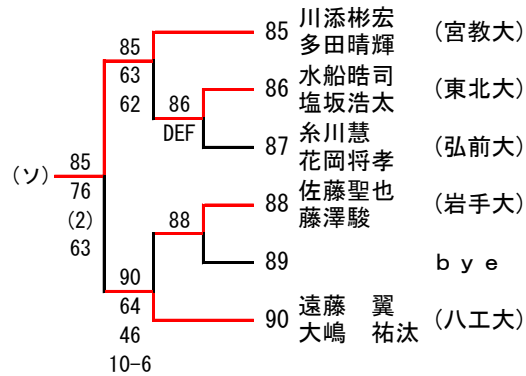 85 川添彬宏 (宮教大)
多田晴輝
85
63
62
86 水船晧司 (東北大)
塩坂浩太
86
DEF
87 糸川慧 (弘前大)
花岡将孝
(ソ)
85
76
(2)
63
88 佐藤聖也 (岩手大)
藤澤駿
88
89 ｂｙｅ
90
64
46
10-6
90 遠藤　翼 (八工大)
大嶋　祐汰